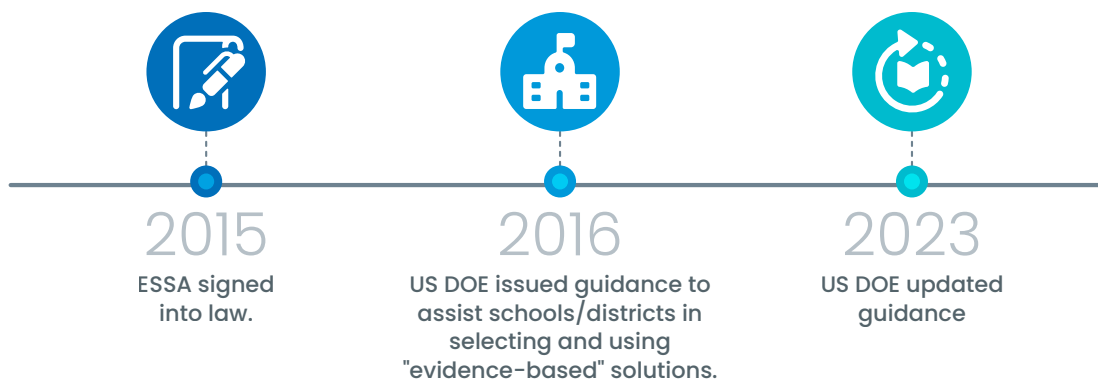 2015
ESSA signed
into law.
2016
US DOE issued guidance to
assist schools/districts in
selecting and using
"evidence-based" solutions.
2023
US DOE updated
guidance